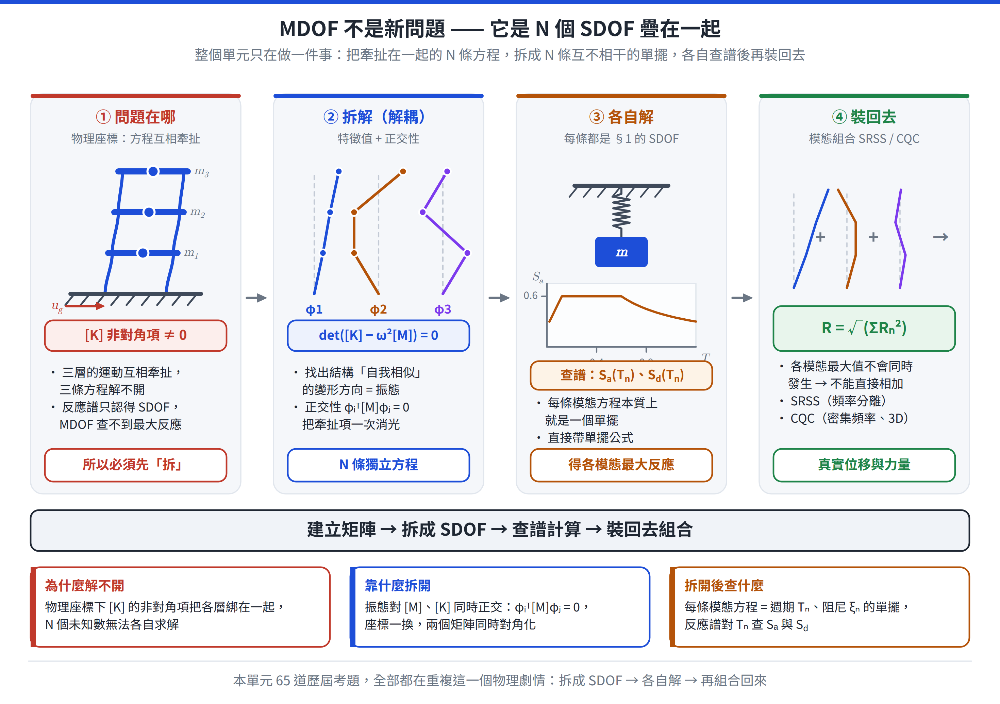 MDOF 不是新問題 —— 它是 N 個 SDOF 疊在一起
整個單元只在做一件事：把牽扯在一起的 N 條方程，拆成 N 條互不相干的單擺，各自查譜後再裝回去
① 問題在哪
物理座標：方程互相牽扯
m₃
m₂
m₁
u_g
[K] 非對角項 ≠ 0
・ 三層的運動互相牽扯，
三條方程解不開
・ 反應譜只認得 SDOF，
MDOF 查不到最大反應
所以必須先「拆」
② 拆解（解耦）
特徵值 + 正交性
φ1 φ2 φ3
det([K] − ω²[M]) = 0
・ 找出結構「自我相似」
的變形方向 = 振態
・ 正交性 φᵢᵀ[M]φⱼ = 0
把牽扯項一次消光
N 條獨立方程
③ 各自解
每條都是 §1 的 SDOF
m
Sₐ
0.6
T
查譜：Sₐ(Tₙ)、S_d(Tₙ)
・ 每條模態方程本質上
就是一個單擺
・ 直接帶單擺公式
得各模態最大反應
④ 裝回去
模態組合 SRSS / CQC
+ + →
R = √‾(ΣRₙ²)
・ 各模態最大值不會同時
發生 → 不能直接相加
・ SRSS（頻率分離）
・ CQC（密集頻率、3D）
真實位移與力量
建立矩陣 → 拆成 SDOF → 查譜計算 → 裝回去組合
為什麼解不開
物理座標下 [K] 的非對角項把各層綁在一起，
N 個未知數無法各自求解
靠什麼拆開
振態對 [M]、[K] 同時正交：φᵢᵀ[M]φⱼ = 0，
座標一換，兩個矩陣同時對角化
拆開後查什麼
每條模態方程 = 週期 Tₙ、阻尼 ξₙ 的單擺，
反應譜對 Tₙ 查 Sₐ 與 S_d
本單元 65 道歷屆考題，全部都在重複這一個物理劇情：拆成 SDOF → 各自解 → 再組合回來